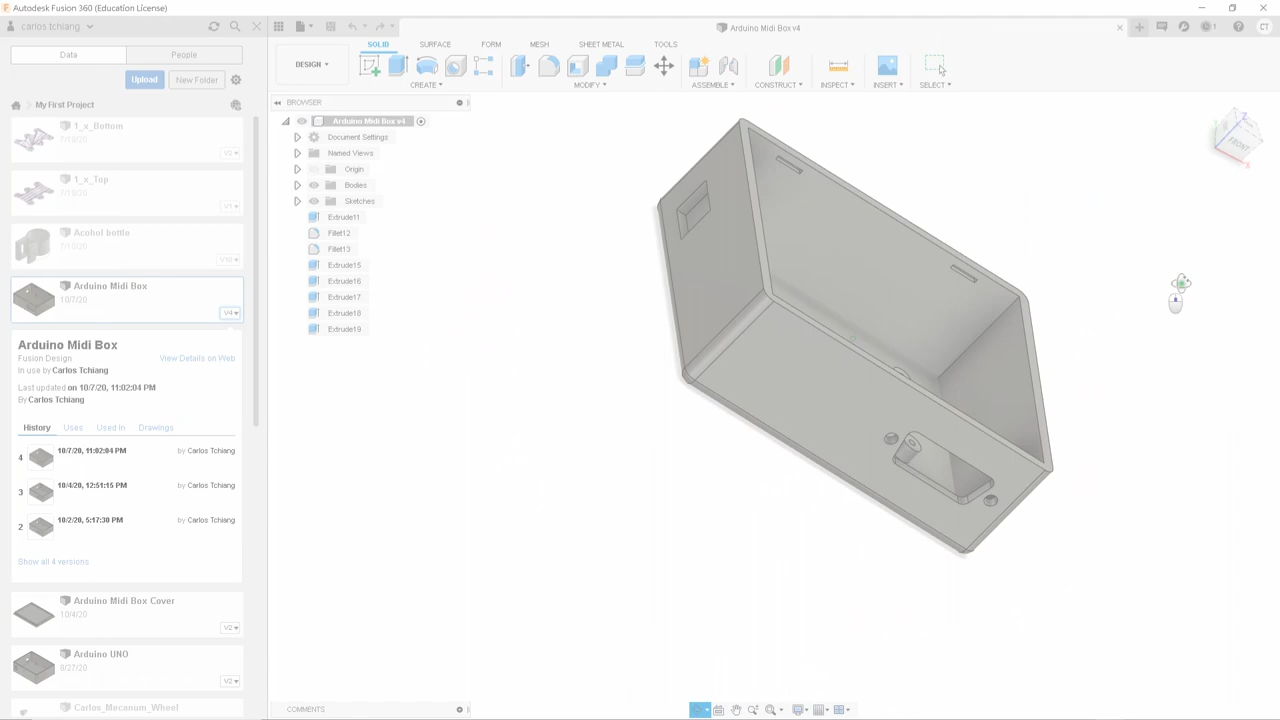 Autodesk Fusion 360 (Education License)
carlos tchiang
Arduino Midi Box v4
1
CT
Data
People
SOLID
SURFACE
FORM
MESH
SHEET METAL
TOOLS
DESIGN
Upload
New Folder
CREATE
MODIFY
ASSEMBLE
CONSTRUCT
INSPECT
INSERT
SELECT
My First Project
BROWSER
1_x_Bottom
7/10/20
Arduino Midi Box v4
Document Settings
Named Views
Origin
Bodies
Sketches
Extrude11
Fillet12
Fillet13
Extrude15
Extrude16
Extrude17
Extrude18
Extrude19
Z
FRONT
X
1_x_Top
7/10/20
V1
Acohol bottle
7/10/20
V10
Arduino Midi Box
10/7/20
V4
Arduino Midi Box
Fusion Design
View Details on Web
In use by Carlos Tchiang
Last updated on 10/7/20, 11:02:04 PM
By Carlos Tchiang
History
Uses
Used In
Drawings
4
10/7/20, 11:02:04 PM
by Carlos Tchiang
3
10/4/20, 12:51:15 PM
by Carlos Tchiang
2
10/2/20, 5:17:30 PM
by Carlos Tchiang
Show all 4 versions
Arduino Midi Box Cover
10/4/20
V2
Arduino UNO
8/27/20
V2
Carlos_Mecanum_Wheel
COMMENTS